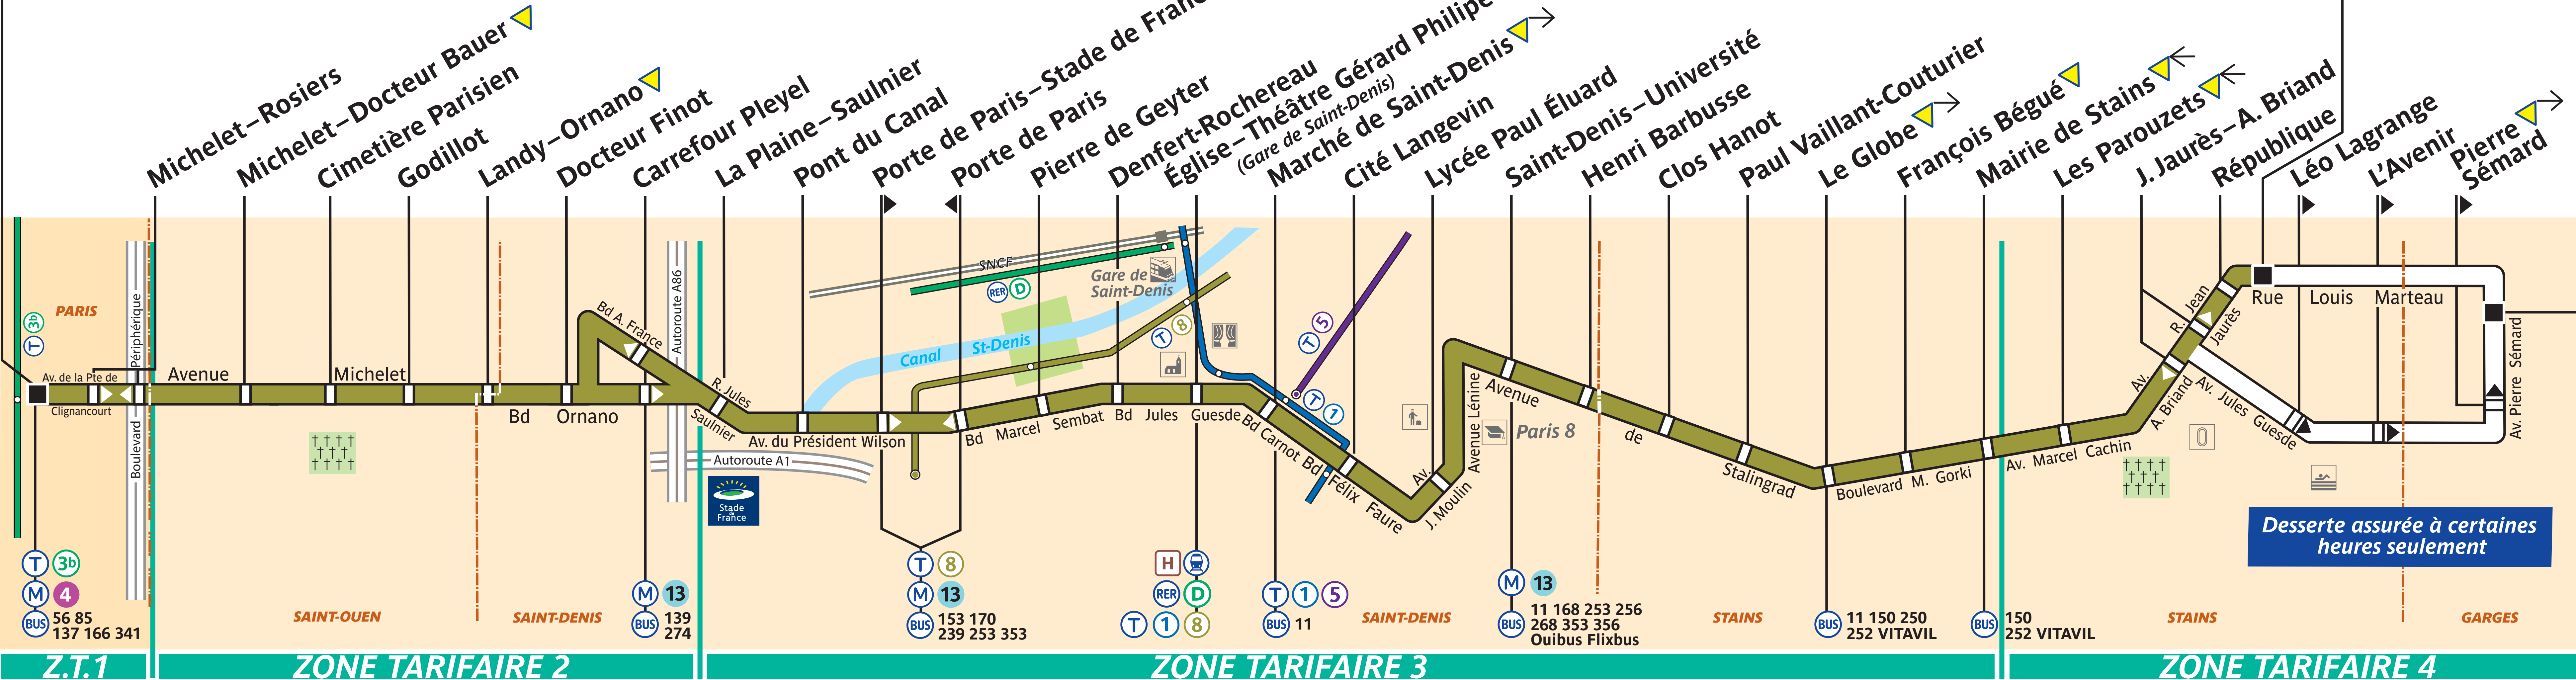 Michelet–Rosiers
Michelet–Docteur Bauer
Cimetière Parisien
Godillot
Landy–Ornano
Docteur Finot
Carrefour Pleyel
La Plaine–Saulnier
Pont du Canal
Porte de Paris–Stade de Franc
Porte de Paris
Pierre de Geyter
Denfert-Rochereau
Église–Théâtre Gérard Philipe
(Gare de Saint-Denis)
Marché de Saint-Denis
Cité Langevin
Lycée Paul Éluard
Saint-Denis–Université
Henri Barbusse
Clos Hanot
Paul Vaillant-Couturier
Le Globe
François Bégué
Mairie de Stains
Les Parouzets
J. Jaurès–A. Briand
République
Léo Lagrange
L'Avenir
Pierre
Sémard
T 3b
PARIS
Av. de la Pte de
Clignancourt
Boulevard Périphérique
Avenue Michelet
Bd Ornano
Bd A. France
Autoroute A86
R. Jules
Saulnier
Av. du Président Wilson
Autoroute A1
Stade
de
France
SNCF
RER D
Canal St-Denis
Gare de
Saint-Denis
T 8
Bd Marcel Sembat
Bd Jules Guesde
T 5
T 1
Bd Carnot
Bd Félix Faure
Av.
J. Moulin
Avenue Lénine
Paris 8
Avenue de Stalingrad
Boulevard M. Gorki
Av. Marcel Cachin
Av.
A. Briand
R. Jean
Jaurès
Av. Jules Guesde
Rue Louis Marteau
Av. Pierre Sémard
Desserte assurée à certaines
heures seulement
T 3b
M 4
BUS 56 85
137 166 341
SAINT-OUEN
SAINT-DENIS
M 13
BUS 139
274
T 8
M 13
BUS 153 170
239 253 353
H
RER D
T 1 8
T 1 5
BUS 11
SAINT-DENIS
M 13
BUS 11 168 253 256
268 353 356
Ouibus Flixbus
STAINS
BUS 11 150 250
252 VITAVIL
BUS 150
252 VITAVIL
STAINS
GARGES
Z.T.1
ZONE TARIFAIRE 2
ZONE TARIFAIRE 3
ZONE TARIFAIRE 4